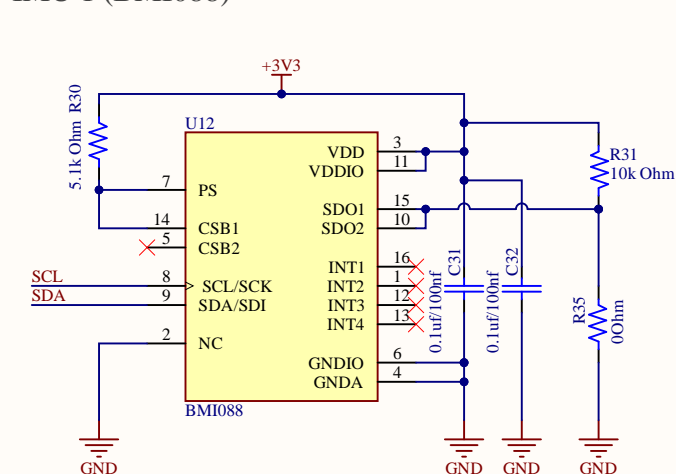 +3V3
5.1k Ohm R30
U12
VDD 3
VDDIO 11
R31
10k Ohm
7 PS
SDO1 15
SDO2 10
14 CSB1
5 CSB2
C31
C32
INT1 16
SCL 8 SCL/SCK
INT2 1
SDA 9 SDA/SDI
INT3 12
INT4 13
0.1uf/100nf
0.1uf/100nf
R35
0Ohm
2 NC
GNDIO 6
GNDA 4
BMI088
GND
GND
GND
GND